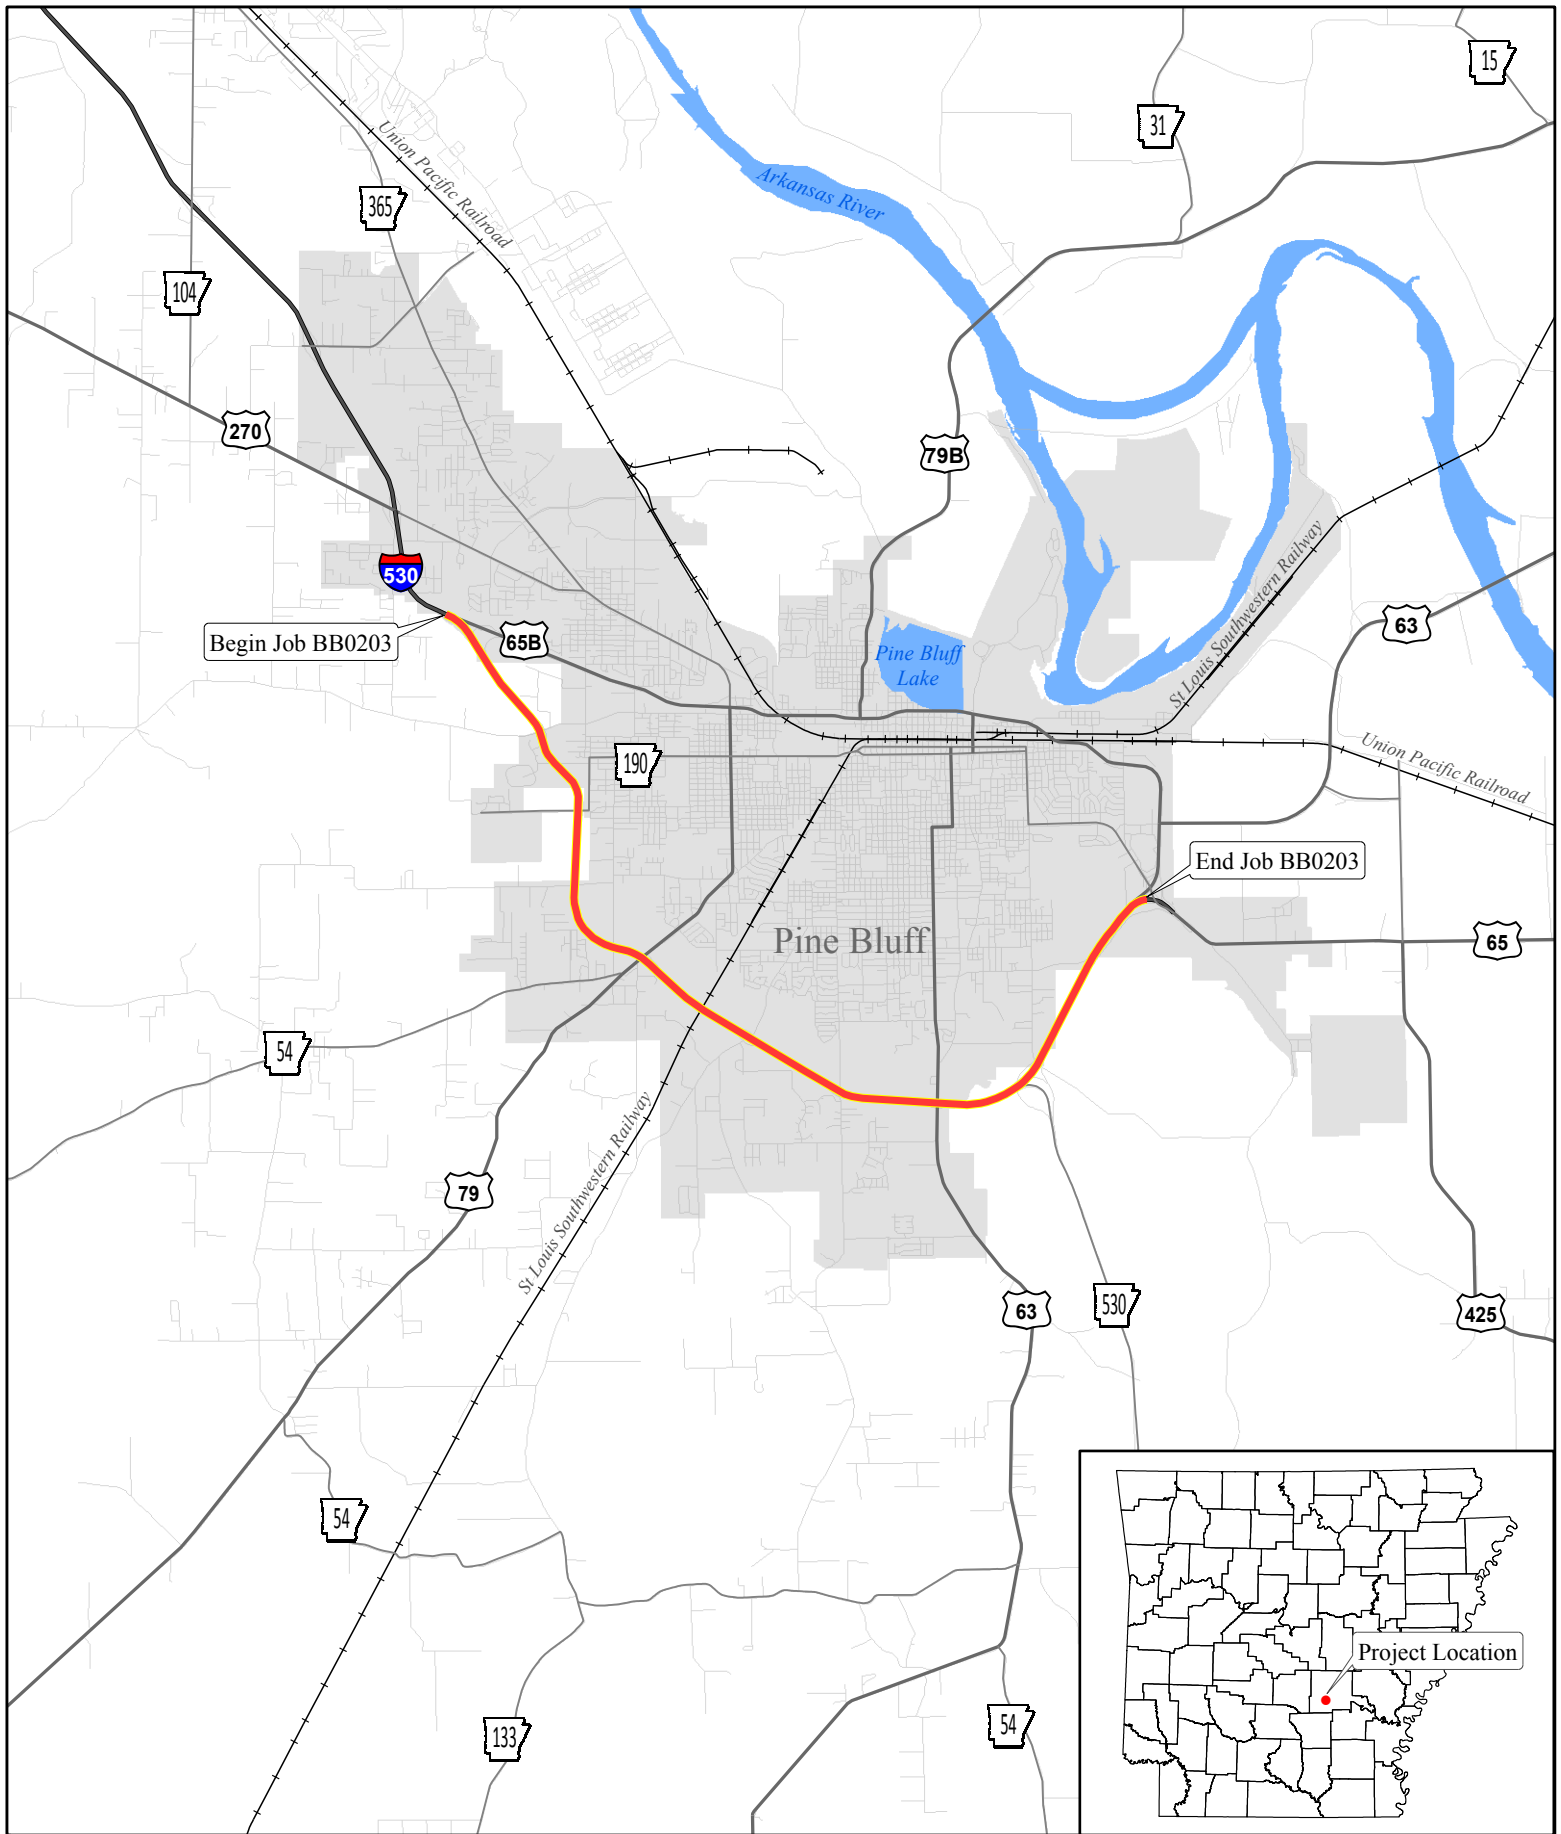 15
31
Union Pacific Railroad
Arkansas River
365
104
270
79B
530
St Louis Southwestern Railway
63
Begin Job BB0203
65B
Pine Bluff
Lake
190
Union Pacific Railroad
End Job BB0203
Pine Bluff
65
54
79
St Louis Southwestern Railway
63
530
425
54
Project Location
133
54